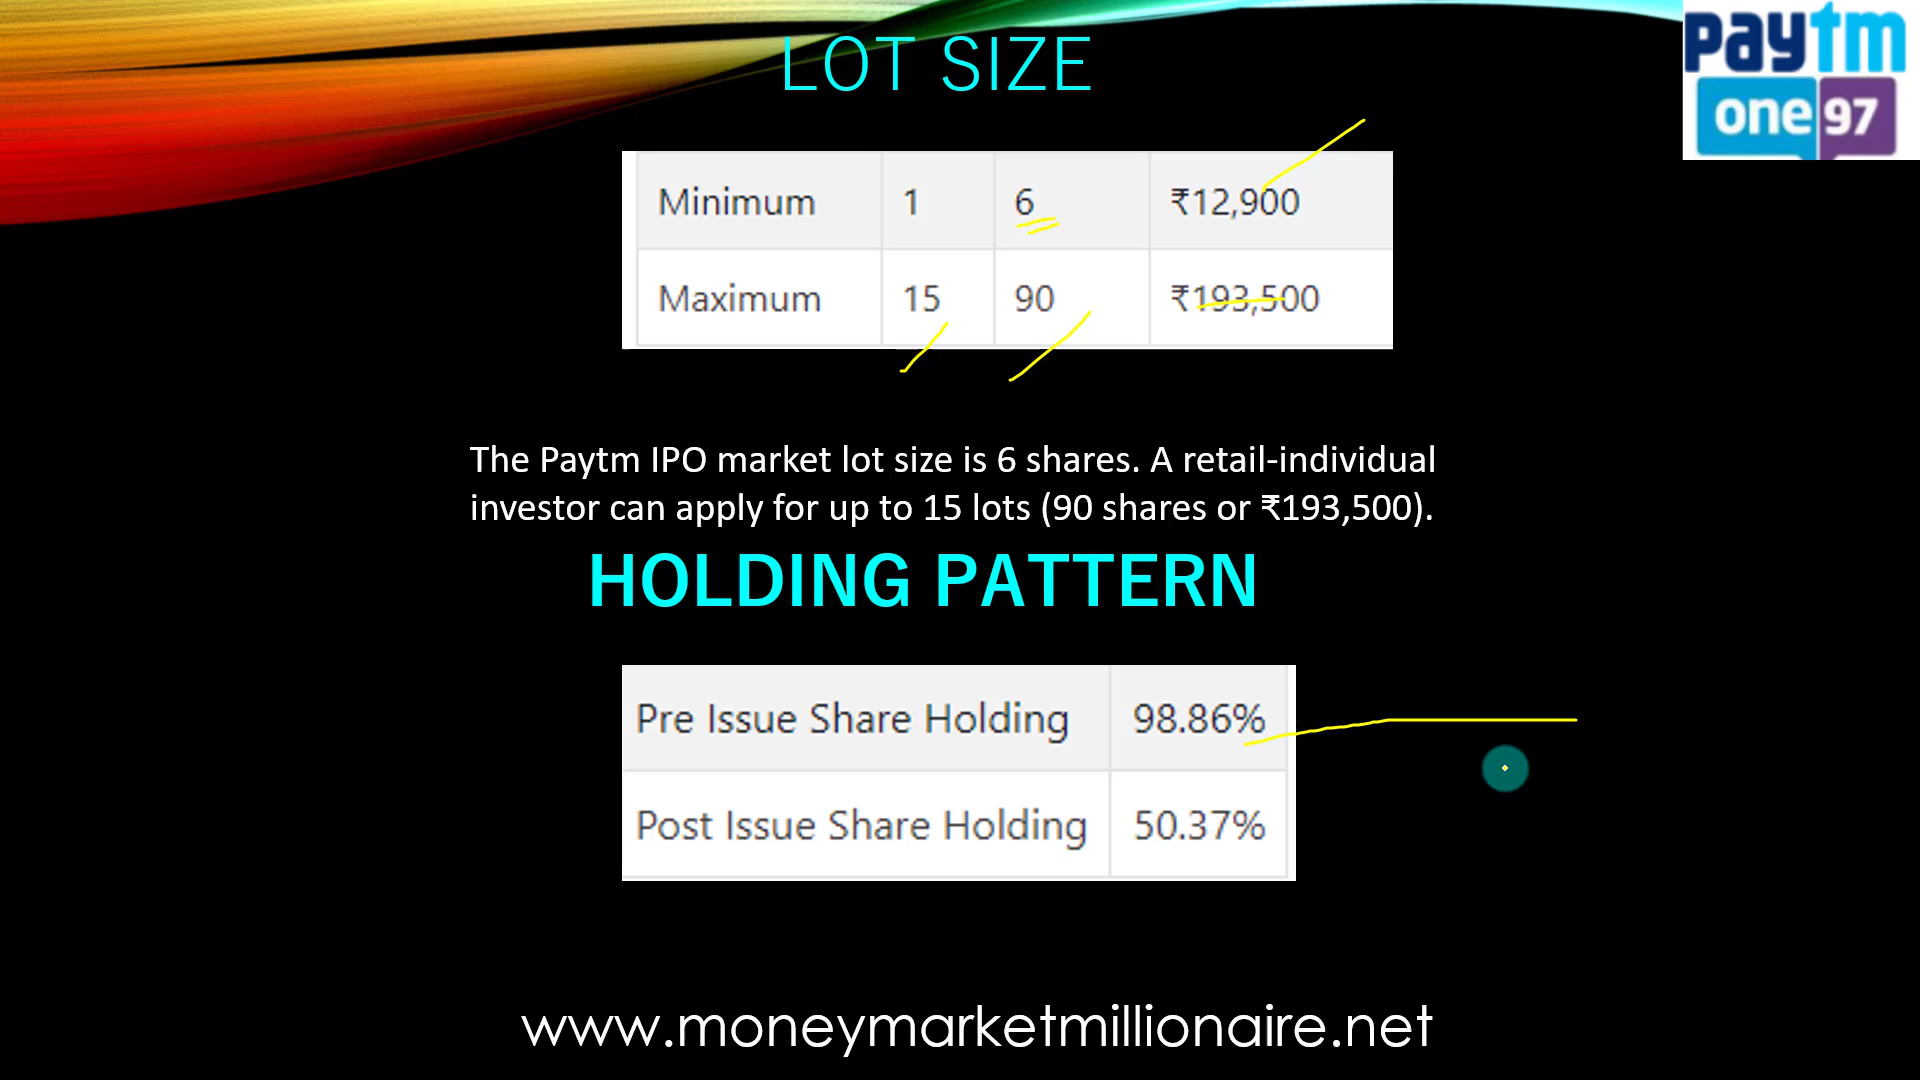 LOT SIZE
paytm
one97
Minimum 1 6 ₹12,900
Maximum 15 90 ₹193,500
The Paytm IPO market lot size is 6 shares. A retail-individual
investor can apply for up to 15 lots (90 shares or ₹193,500).
HOLDING PATTERN
Pre Issue Share Holding 98.86%
Post Issue Share Holding 50.37%
www.moneymarketmillionaire.net